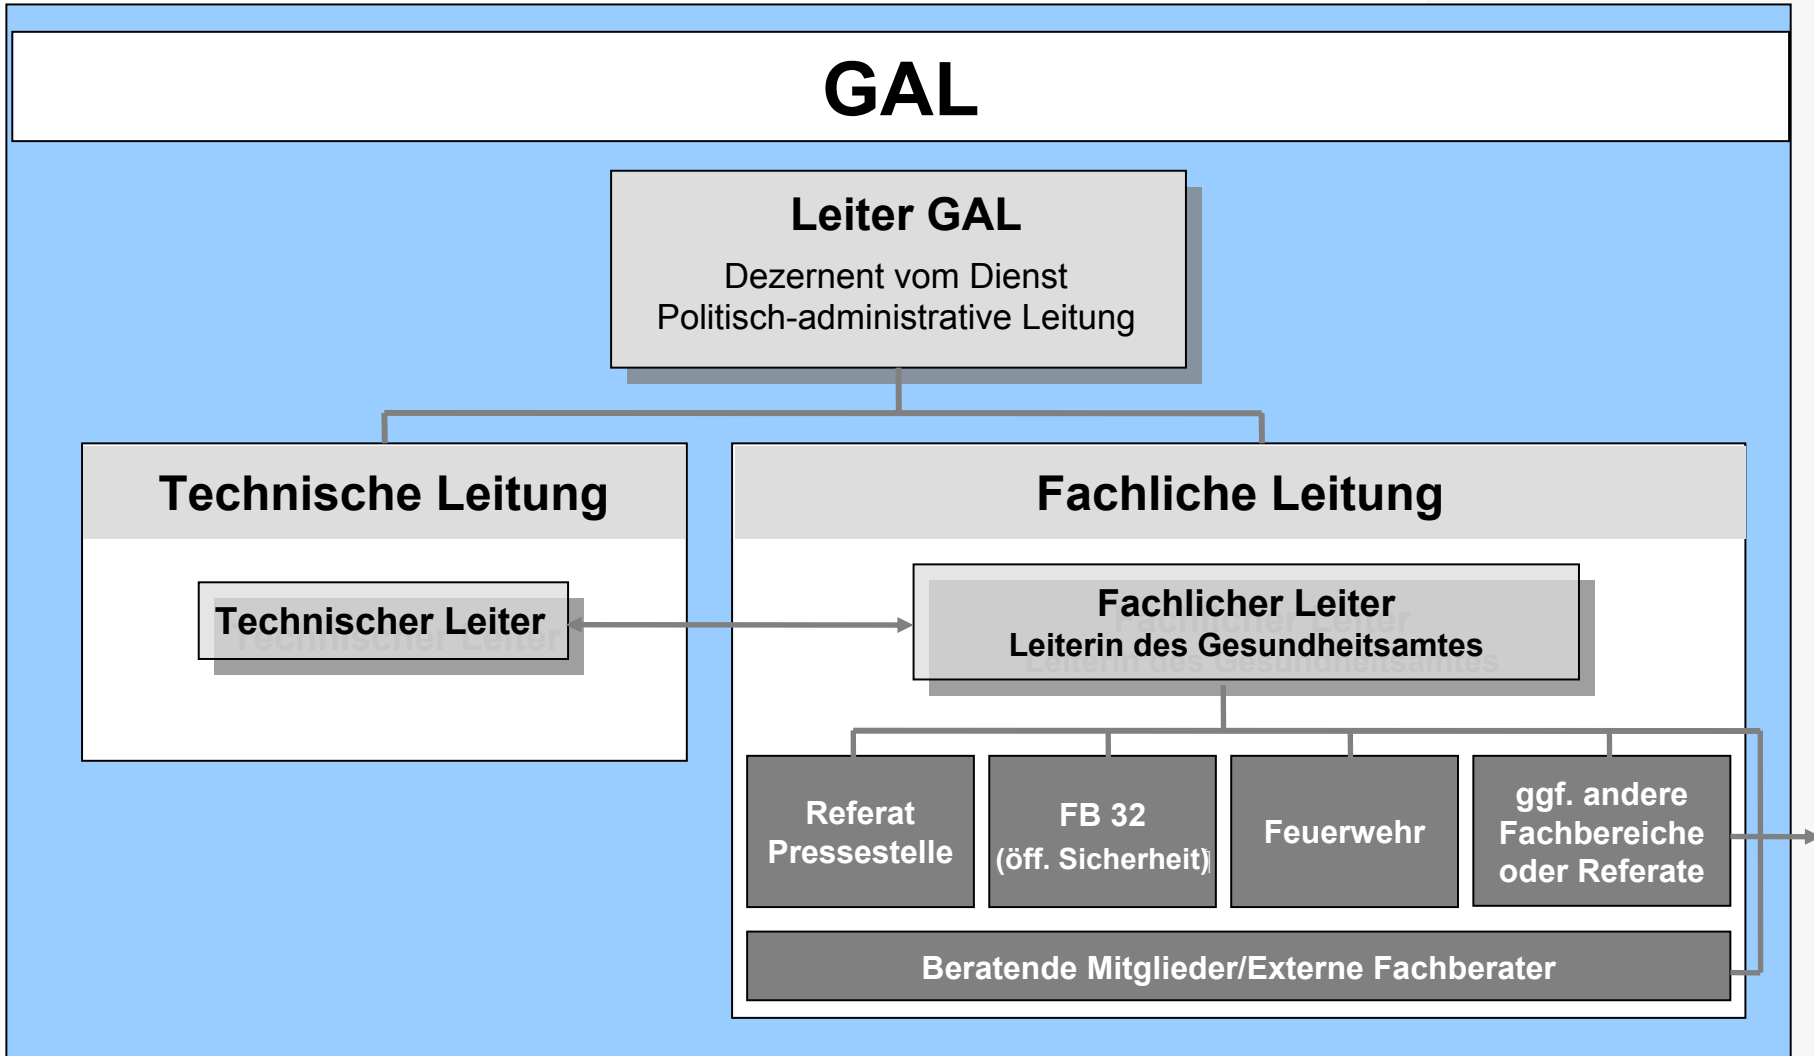 GAL
Leiter GAL
Dezernent vom Dienst
Politisch-administrative Leitung
Technische Leitung
Technischer Leiter
Fachliche Leitung
Fachlicher Leiter
Leiterin des Gesundheitsamtes
Referat
Pressestelle
FB 32
(öff. Sicherheit)
Feuerwehr
ggf. andere
Fachbereiche
oder Referate
Beratende Mitglieder/Externe Fachberater